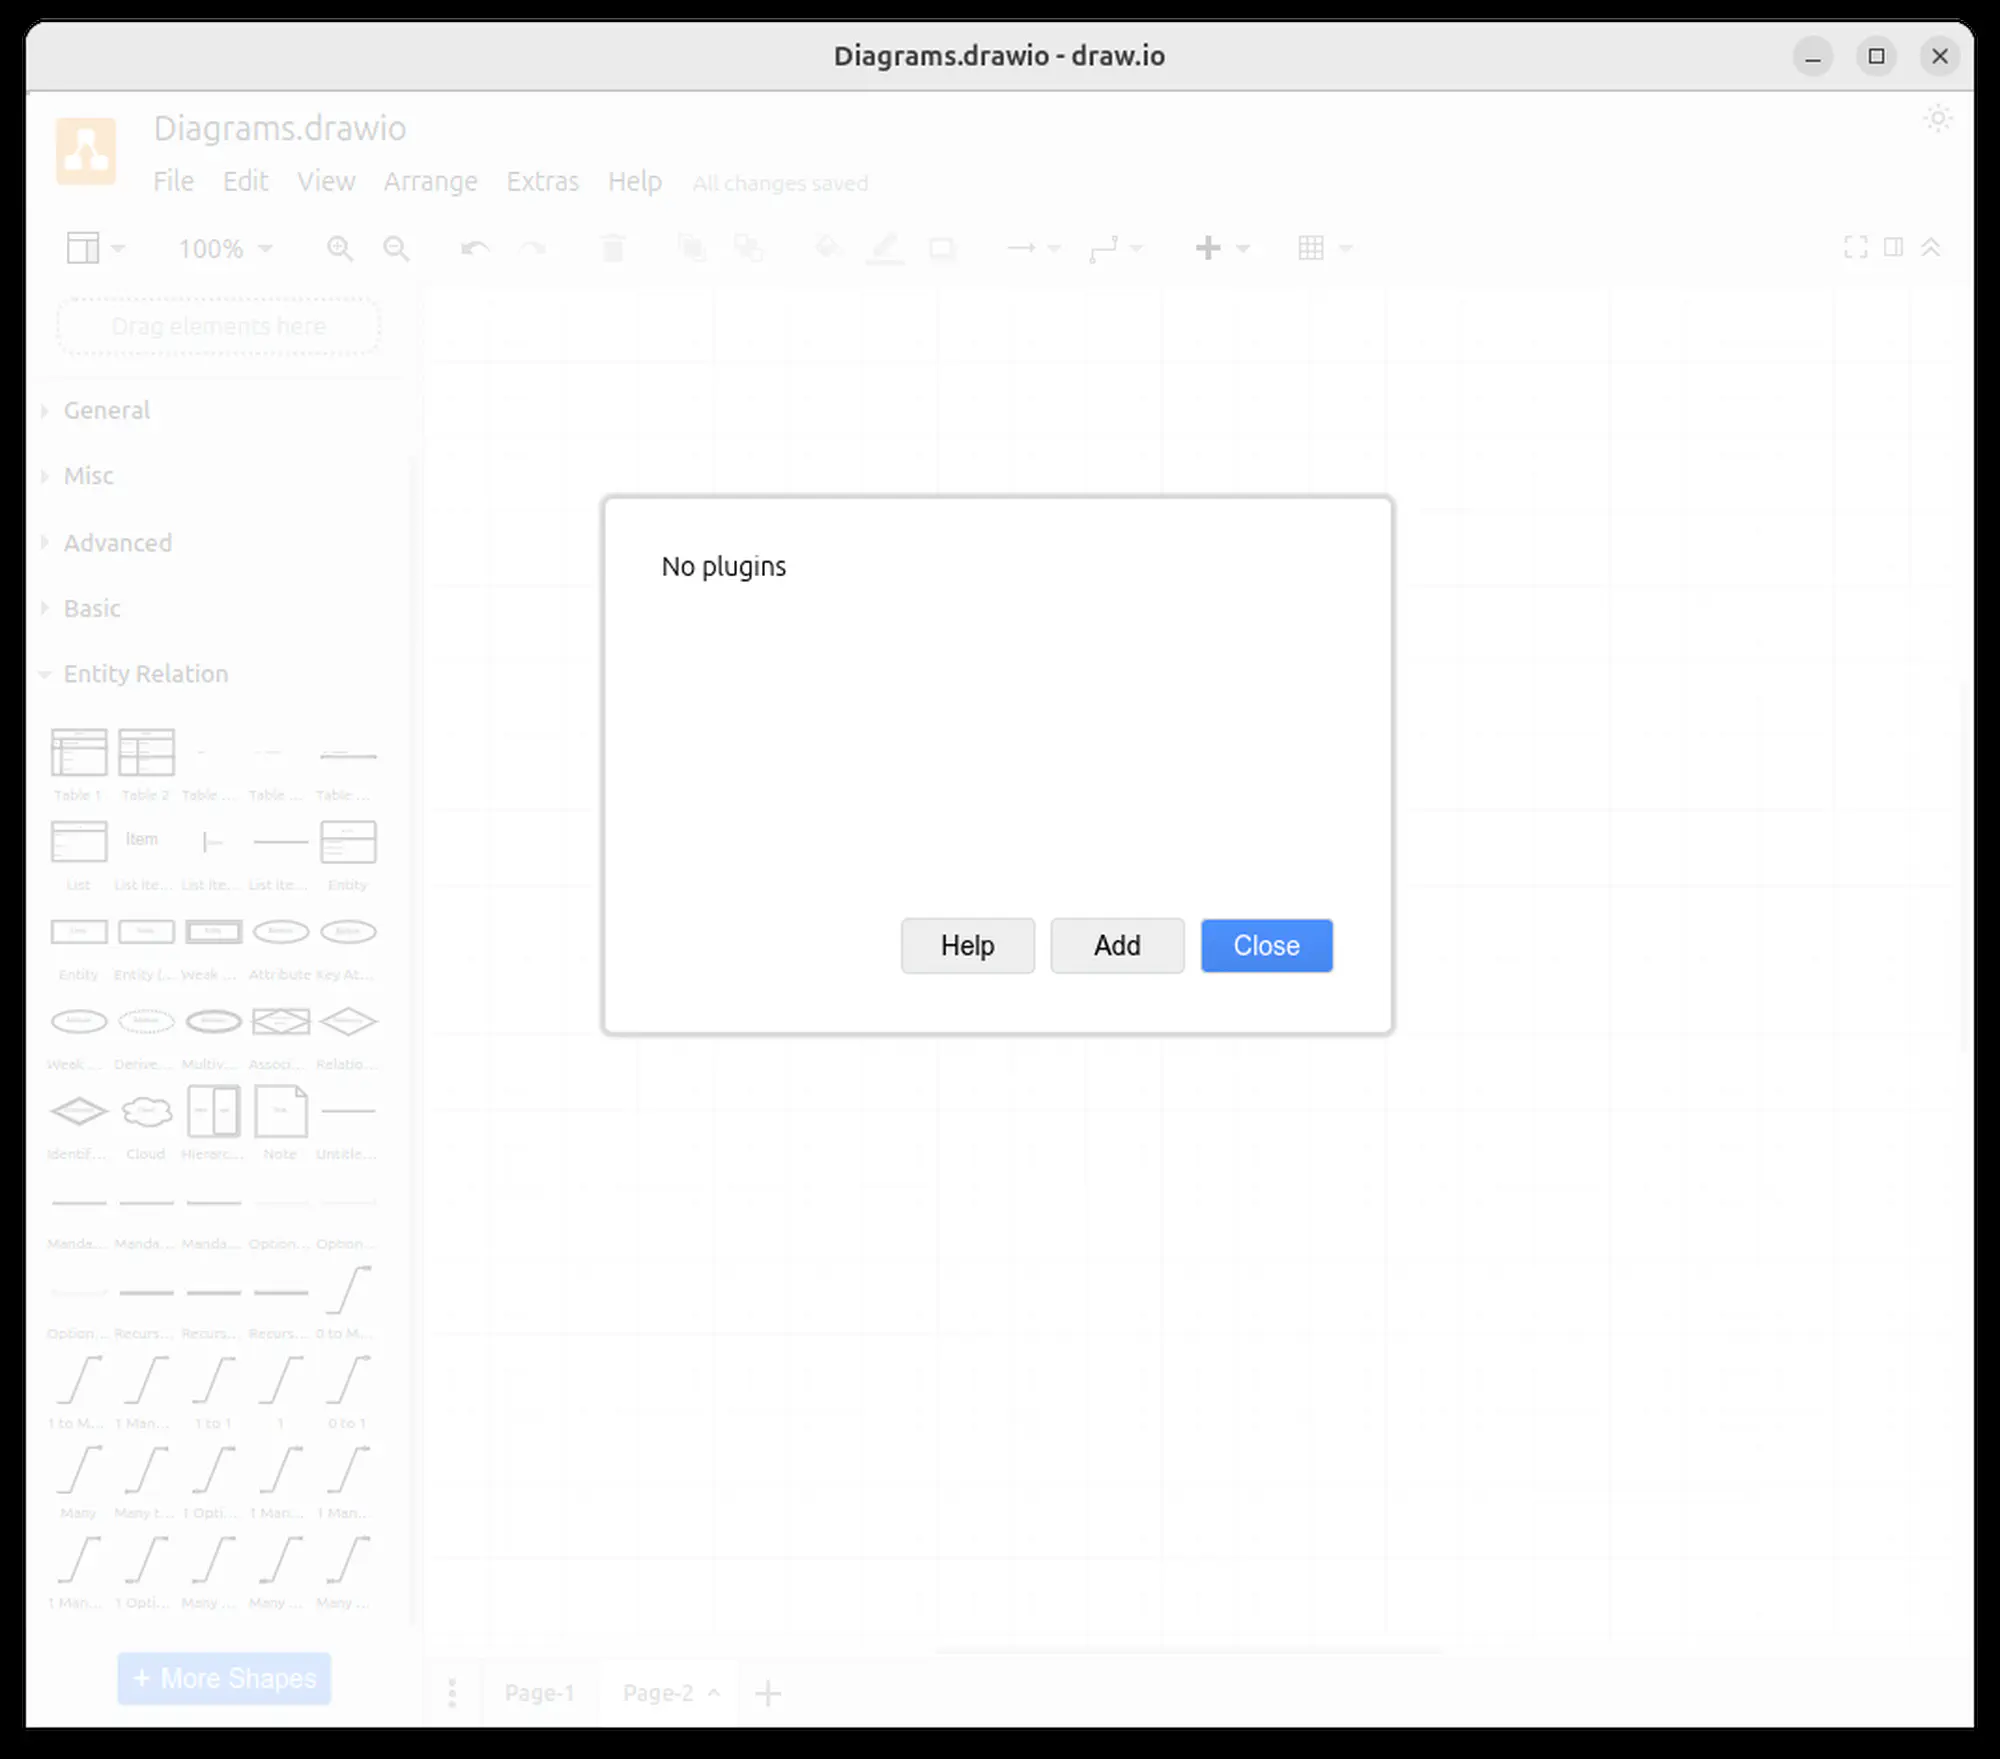 Diagrams.drawio - draw.io
Diagrams.drawio
File Edit View Arrange Extras Help All changes saved
100%
Drag elements here
General
Misc
Advanced
Basic
Entity Relation
Table 1 Table 2 Table ... Table ... Table ...
Item
List List Ite... List Ite... List Ite... Entity
Entity Entity (... Weak ... Attribute Key At...
Weak ... Derive... Multiv... Associ... Relatio...
Identif... Cloud Hierarc... Note Untitle...
Manda... Manda... Manda... Option... Option...
Option... Recurs... Recurs... Recurs... 0 to M...
1 to M... 1 Man... 1 to 1 1 0 to 1
Many Many t... 1 Opti... 1 Man... 1 Man...
1 Man... 1 Opti... Many ... Many ... Many ...
+ More Shapes
No plugins
Help Add Close
Page-1 Page-2